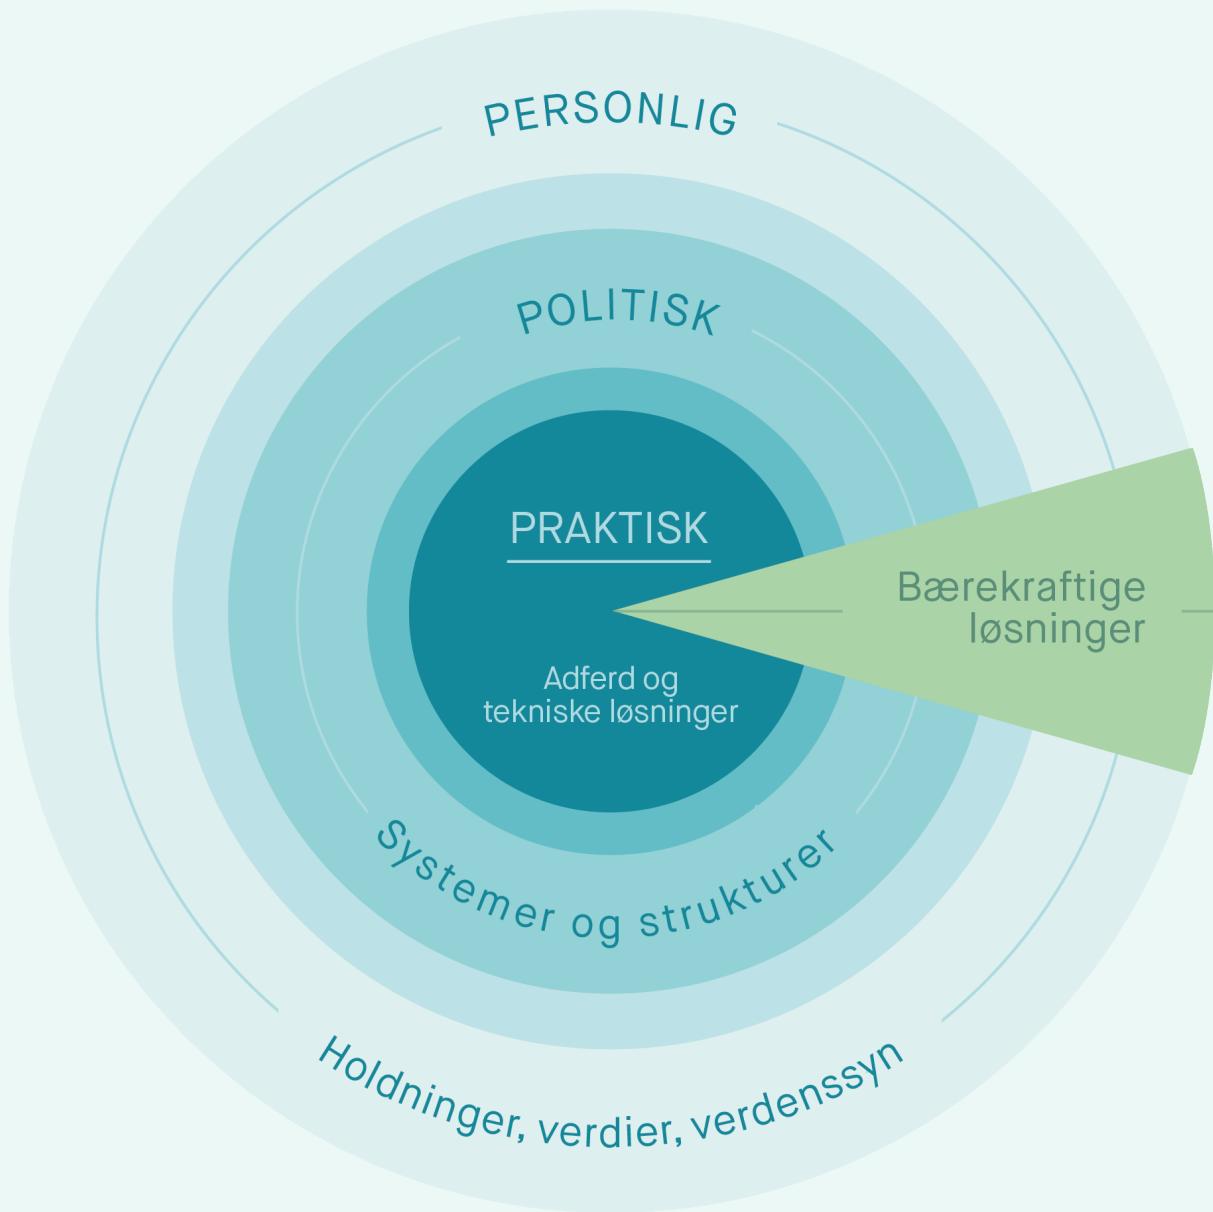 PERSONLIG
POLITISK
PRAKTISK
Bærekraftige
løsninger
Adferd og
tekniske løsninger
Systemer og strukturer
Holdninger, verdier, verdenssyn